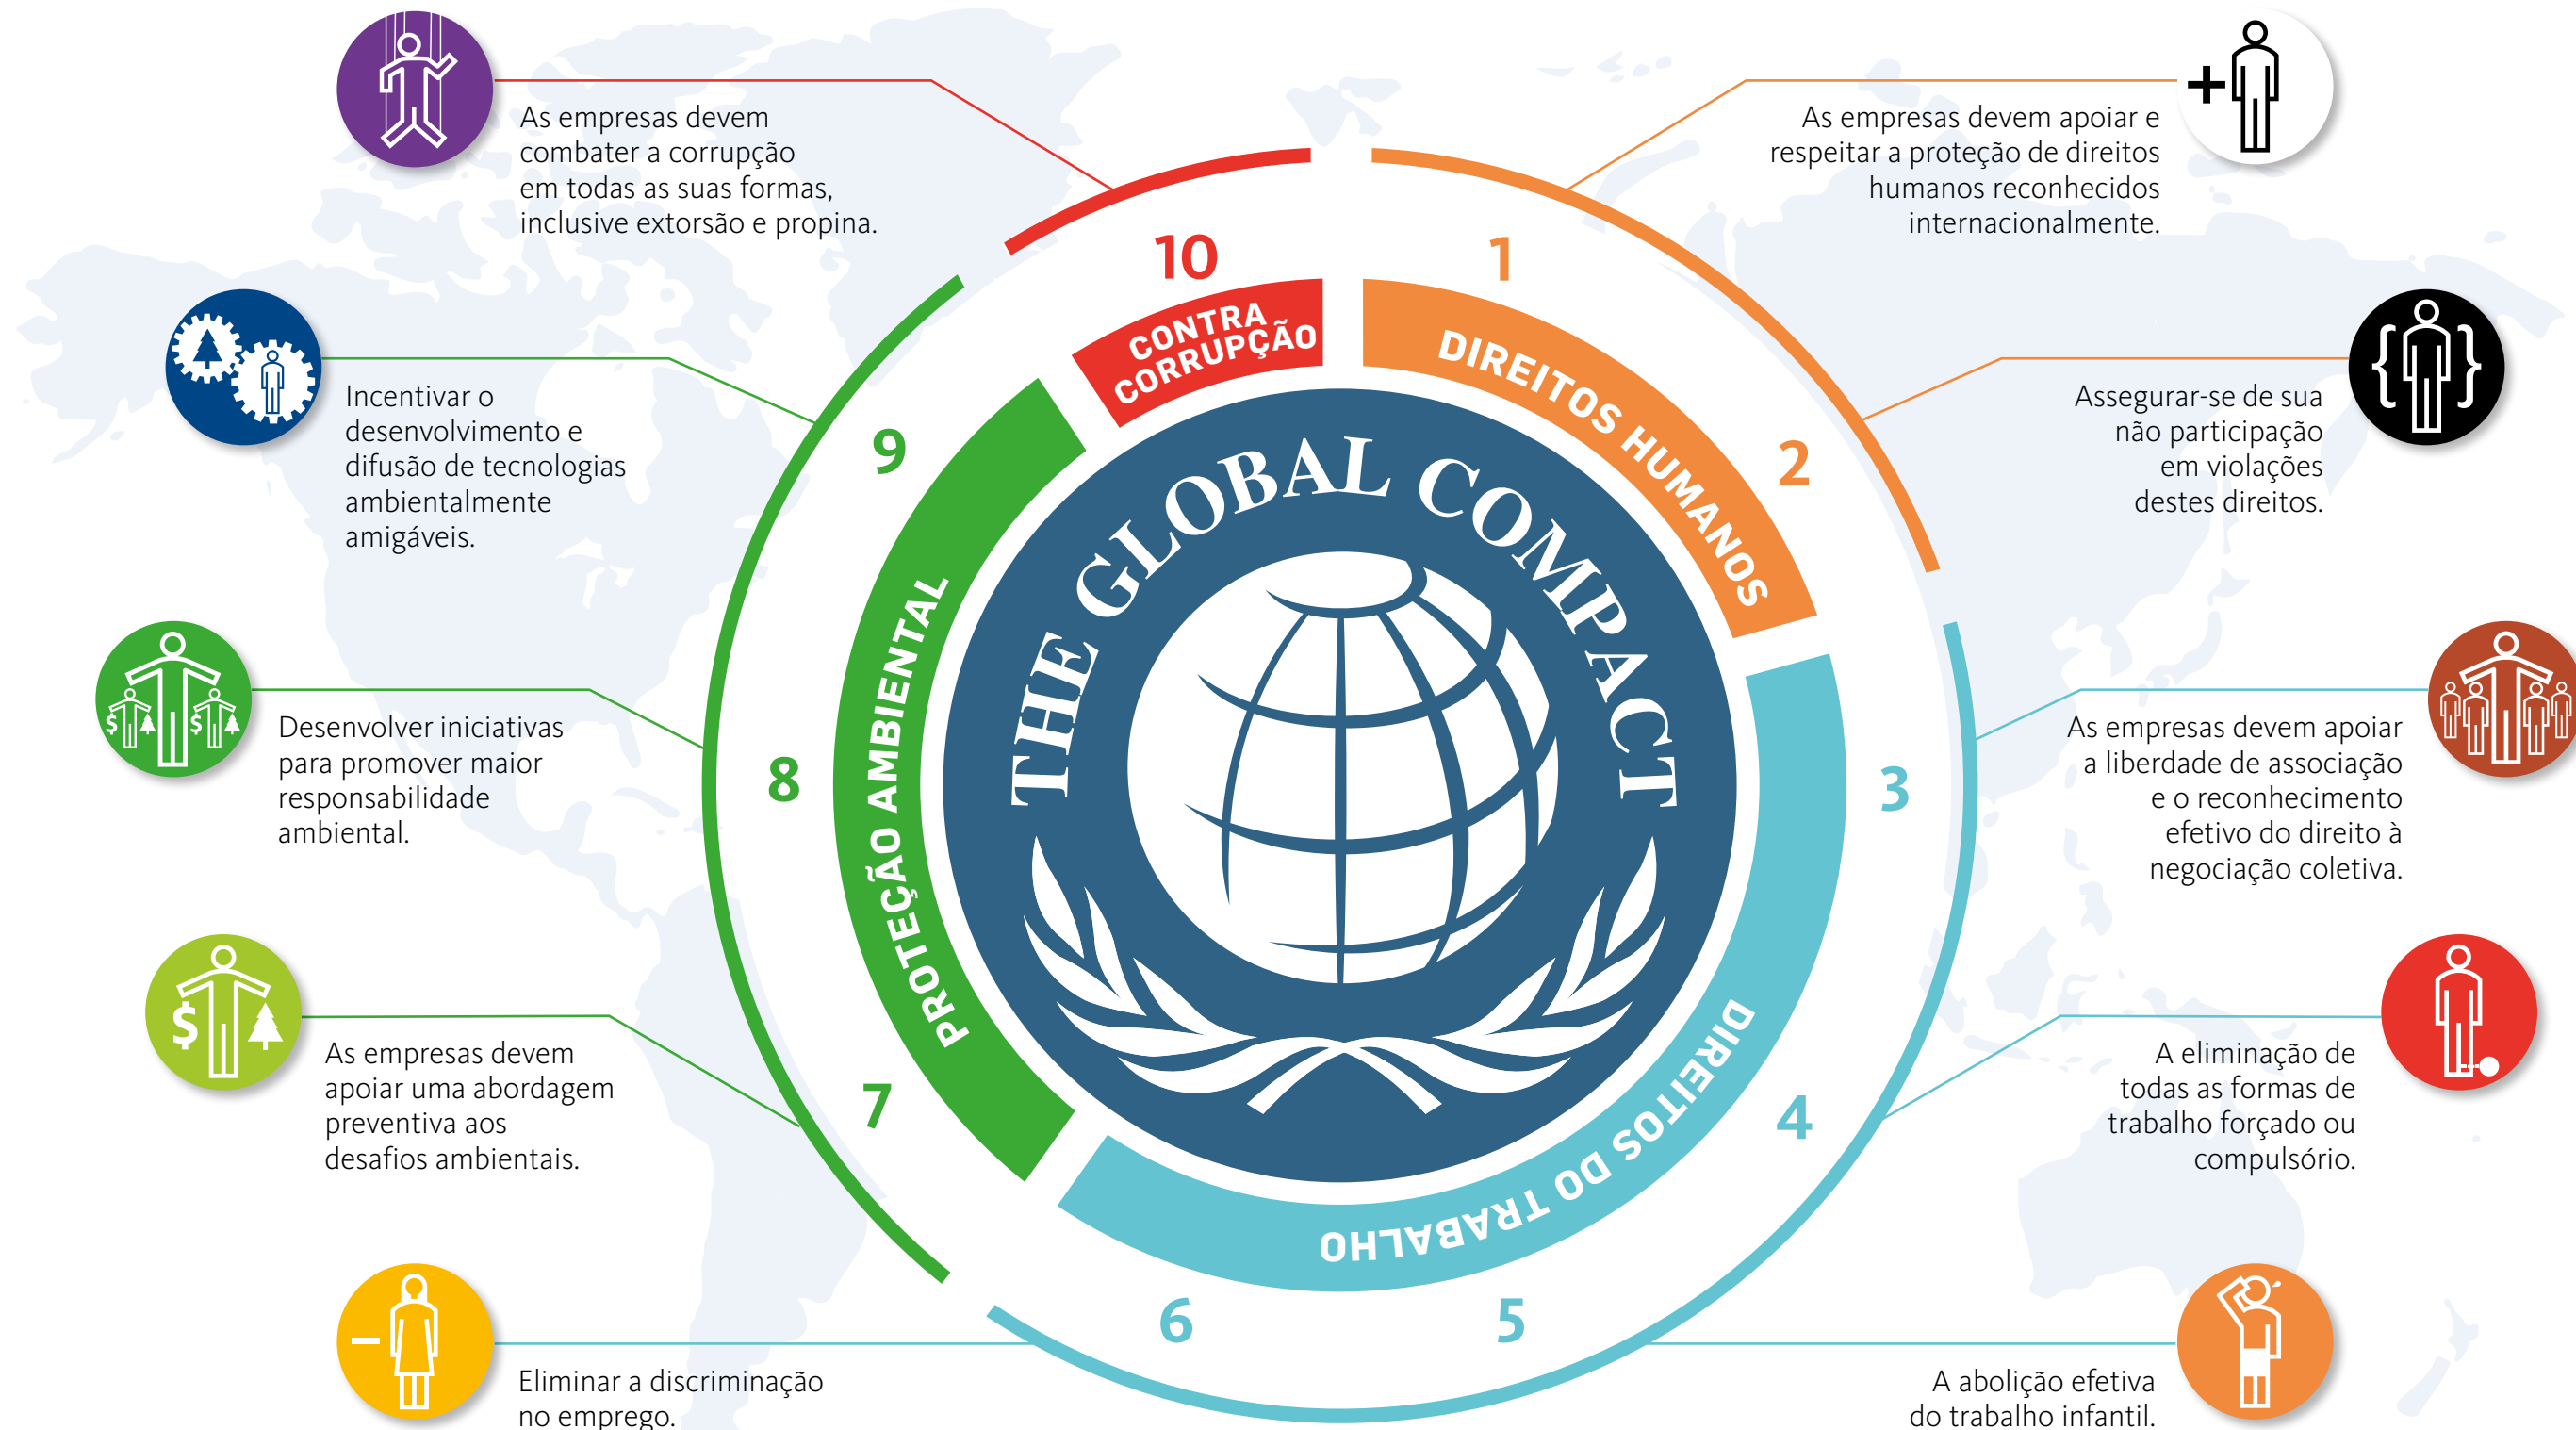 1
As empresas devem apoiar e
respeitar a proteção de direitos
humanos reconhecidos
internacionalmente.
2
Assegurar-se de sua
não participação
em violações
destes direitos.
3
As empresas devem apoiar
a liberdade de associação
e o reconhecimento
efetivo do direito à
negociação coletiva.
4
A eliminação de
todas as formas de
trabalho forçado ou
compulsório.
5
A abolição efetiva
do trabalho infantil.
6
Eliminar a discriminação
no emprego.
7
As empresas devem
apoiar uma abordagem
preventiva aos
desafios ambientais.
$
8
Desenvolver iniciativas
para promover maior
responsabilidade
ambiental.
$ $
9
Incentivar o
desenvolvimento e
difusão de tecnologias
ambientalmente
amigáveis.
10
As empresas devem
combater a corrupção
em todas as suas formas,
inclusive extorsão e propina.
DIREITOS HUMANOS
DIREITOS DO TRABALHO
PROTEÇÃO AMBIENTAL
CONTRA
CORRUPÇÃO
THE GLOBAL COMPACT